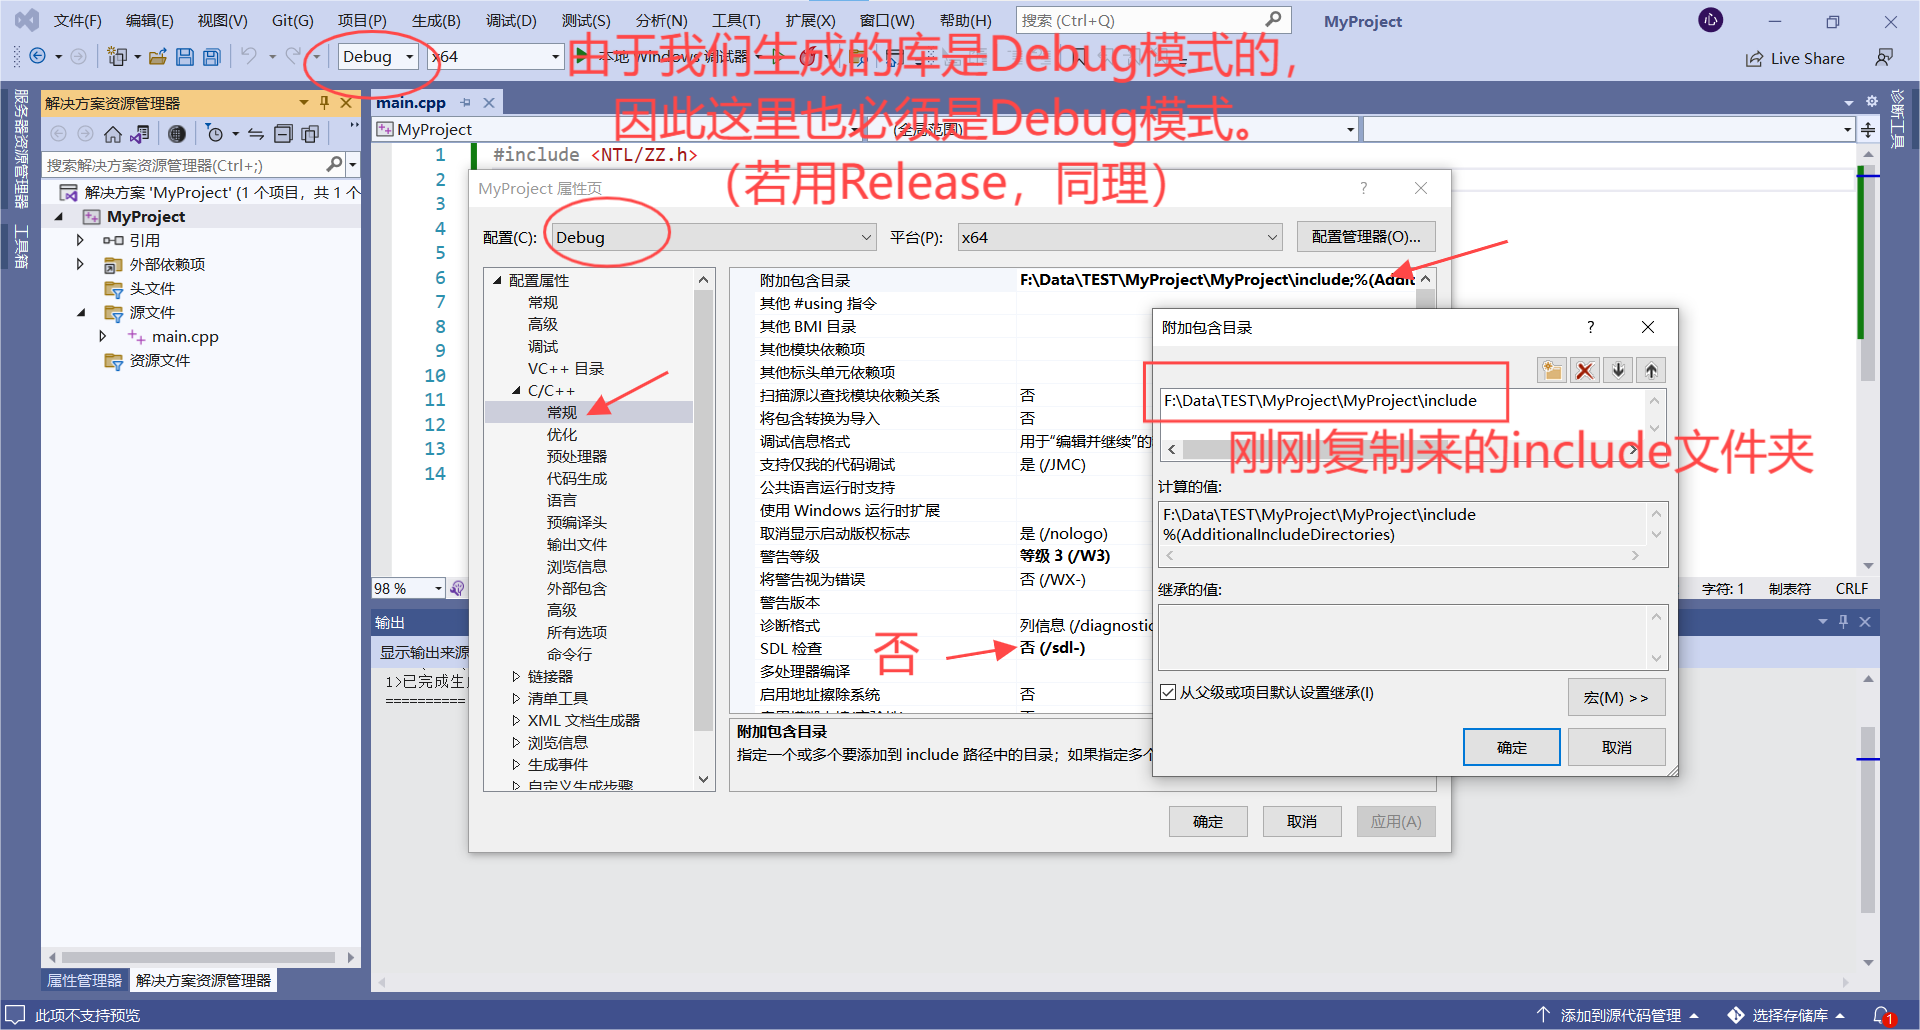 文件(F) 编辑(E) 视图(V) Git(G) 项目(P) 生成(B) 调试(D) 测试(S) 分析(N) 工具(T) 扩展(X) 窗口(W) 帮助(H) 搜索 (Ctrl+Q) MyProject
Debug x64 本地 Windows 调试器 Live Share
由于我们生成的库是Debug模式的，
因此这里也必须是Debug模式。
（若用Release，同理）
服务器资源管理器
工具箱
解决方案资源管理器
搜索解决方案资源管理器(Ctrl+;)
解决方案 'MyProject' (1 个项目，共 1 个
MyProject
引用
外部依赖项
头文件
源文件
main.cpp
资源文件
属性管理器 解决方案资源管理器
main.cpp
MyProject (全局范围)
诊断工具
1 #include <NTL/ZZ.h>
2
3
4
5
6
7
8
9
10
11
12
13
14
98 % 字符: 1 制表符 CRLF
输出
显示输出来源
1>已完成生成
==========
MyProject 属性页 ?
配置(C): Debug 平台(P): x64 配置管理器(O)...
配置属性
常规
高级
调试
VC++ 目录
C/C++
常规
优化
预处理器
代码生成
语言
预编译头
输出文件
浏览信息
外部包含
高级
所有选项
命令行
链接器
清单工具
XML 文档生成器
浏览信息
生成事件
自定义生成步骤
附加包含目录 F:\Data\TEST\MyProject\MyProject\include;%(Addit
其他 #using 指令
其他 BMI 目录
其他模块依赖项
其他标头单元依赖项
扫描源以查找模块依赖关系 否
将包含转换为导入 否
调试信息格式 用于“编辑并继续”的
支持仅我的代码调试 是 (/JMC)
公共语言运行时支持
使用 Windows 运行时扩展
取消显示启动版权标志 是 (/nologo)
警告等级 等级 3 (/W3)
将警告视为错误 否 (/WX-)
警告版本
诊断格式 列信息 (/diagnostic
SDL 检查 否 (/sdl-)
多处理器编译
启用地址擦除系统 否
否
附加包含目录
指定一个或多个要添加到 include 路径中的目录；如果指定多个
确定 取消 应用(A)
附加包含目录 ?
F:\Data\TEST\MyProject\MyProject\include
刚刚复制来的include文件夹
计算的值:
F:\Data\TEST\MyProject\MyProject\include
%(AdditionalIncludeDirectories)
继承的值:
从父级或项目默认设置继承(I) 宏(M) >>
确定 取消
此项不支持预览 添加到源代码管理 选择存储库 1